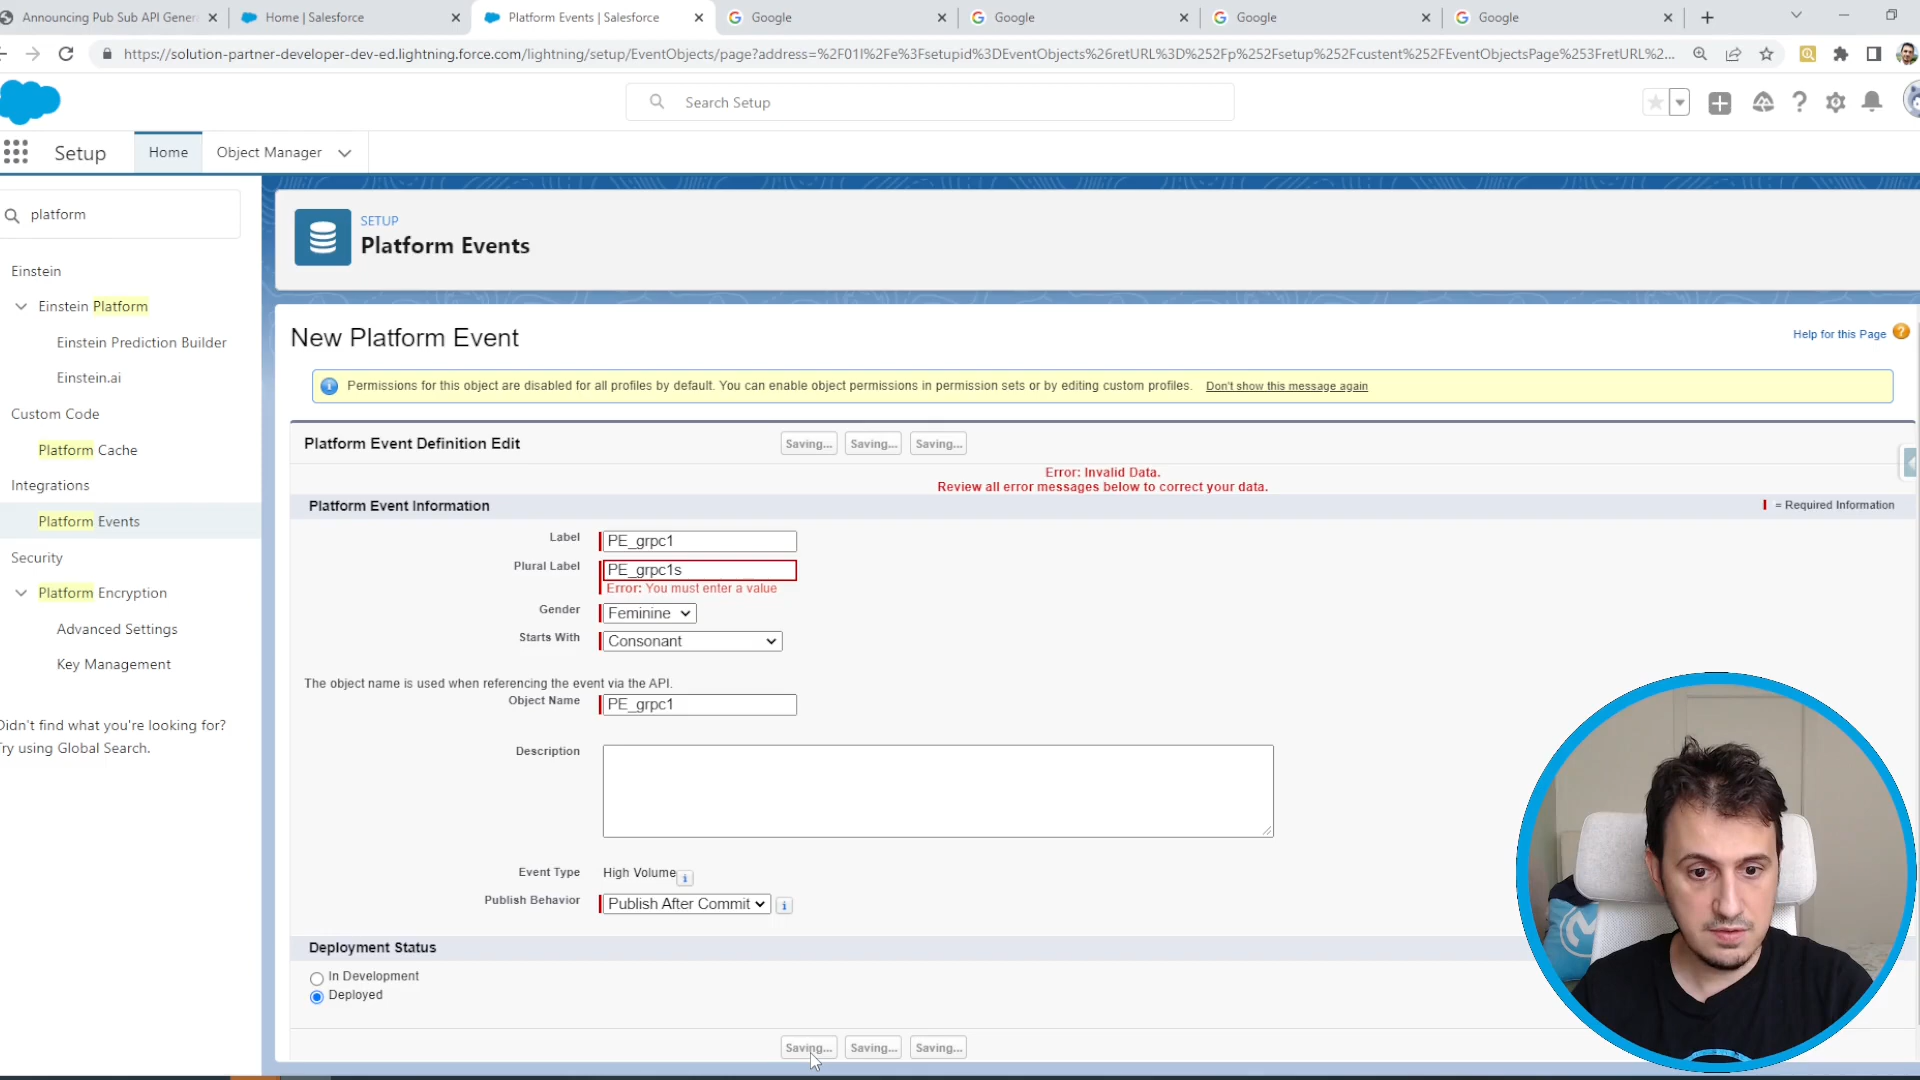 Announcing Pub Sub API Gener
Home | Salesforce
Platform Events | Salesforce
Google
Google
Google
Google
https://solution-partner-developer-dev-ed.lightning.force.com/lightning/setup/EventObjects/page?address=%2F01I%2Fe%3Fsetupid%3DEventObjects%26retURL%3D%252Fp%252Fsetup%252Fcustent%252FEventObjectsPage%253FretURL%...
Search Setup
Setup
Home
Object Manager
platform
SETUP
Platform Events
Einstein
Einstein Platform
Einstein Prediction Builder
Einstein.ai
Custom Code
Platform Cache
Integrations
Platform Events
Security
Platform Encryption
Advanced Settings
Key Management
Didn't find what you're looking for?
Try using Global Search.
New Platform Event
Help for this Page
Permissions for this object are disabled for all profiles by default. You can enable object permissions in permission sets or by editing custom profiles. Don't show this message again
Platform Event Definition Edit
Saving... Saving... Saving...
Error: Invalid Data.
Review all error messages below to correct your data.
Platform Event Information
= Required Information
Label PE_grpc1
Plural Label PE_grpc1s
Error: You must enter a value
Gender Feminine
Starts With Consonant
The object name is used when referencing the event via the API.
Object Name PE_grpc1
Description
Event Type High Volume
Publish Behavior Publish After Commit
Deployment Status
In Development
Deployed
Saving... Saving... Saving...